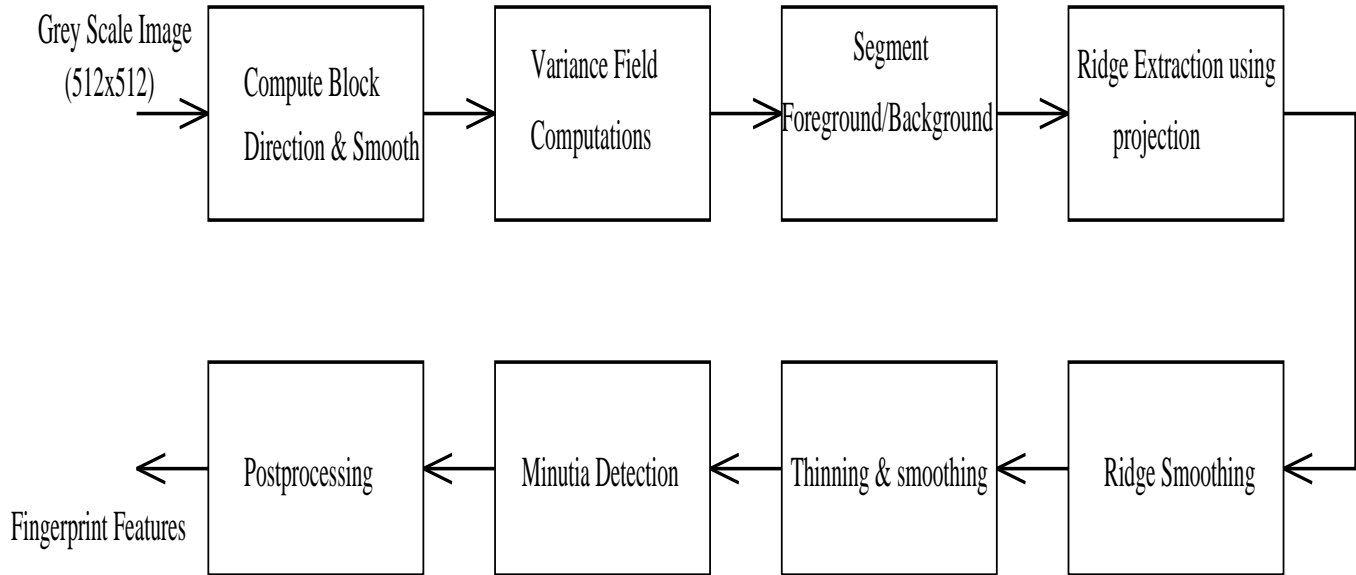 Grey Scale Image
(512x512)
Compute Block
Direction & Smooth
Variance Field
Computations
Segment
Foreground/Background
Ridge Extraction using
projection
Ridge Smoothing
Thinning & smoothing
Minutia Detection
Postprocessing
Fingerprint Features